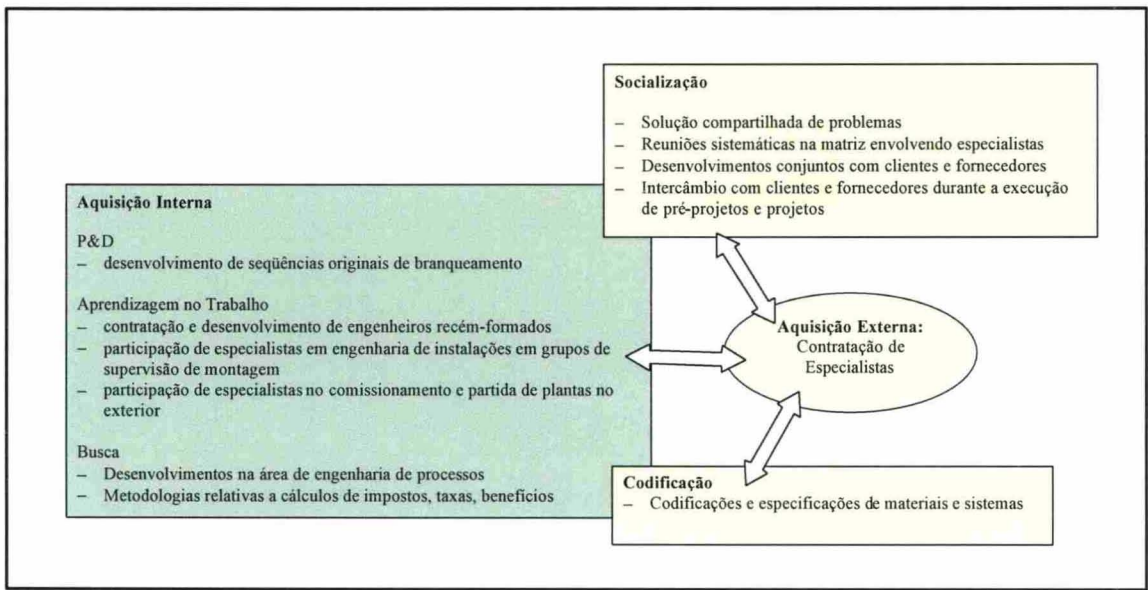 Socialização
– Solução compartilhada de problemas
– Reuniões sistemáticas na matriz envolvendo especialistas
– Desenvolvimentos conjuntos com clientes e fornecedores
– Intercâmbio com clientes e fornecedores durante a execução
de pré-projetos e projetos
Aquisição Interna
P&D
– desenvolvimento de seqüências originais de branqueamento
Aprendizagem no Trabalho
– contratação e desenvolvimento de engenheiros recém-formados
– participação de especialistas em engenharia de instalações em grupos de
supervisão de montagem
– participação de especialistas no comissionamento e partida de plantas no
exterior
Busca
– Desenvolvimentos na área de engenharia de processos
– Metodologias relativas a cálculos de impostos, taxas, benefícios
Aquisição Externa:
Contratação de
Especialistas
Codificação
– Codificações e especificações de materiais e sistemas